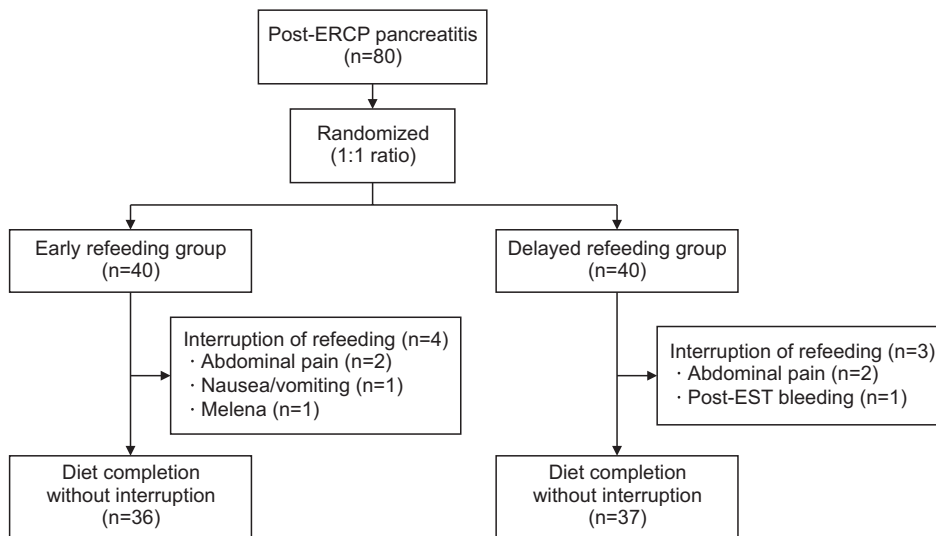 Post-ERCP pancreatitis
(n=80)
Randomized
(1:1 ratio)
Early refeeding group
(n=40)
Delayed refeeding group
(n=40)
Interruption of refeeding (n=4)
· Abdominal pain (n=2)
· Nausea/vomiting (n=1)
· Melena (n=1)
Interruption of refeeding (n=3)
· Abdominal pain (n=2)
· Post-EST bleeding (n=1)
Diet completion
without interruption
(n=36)
Diet completion
without interruption
(n=37)